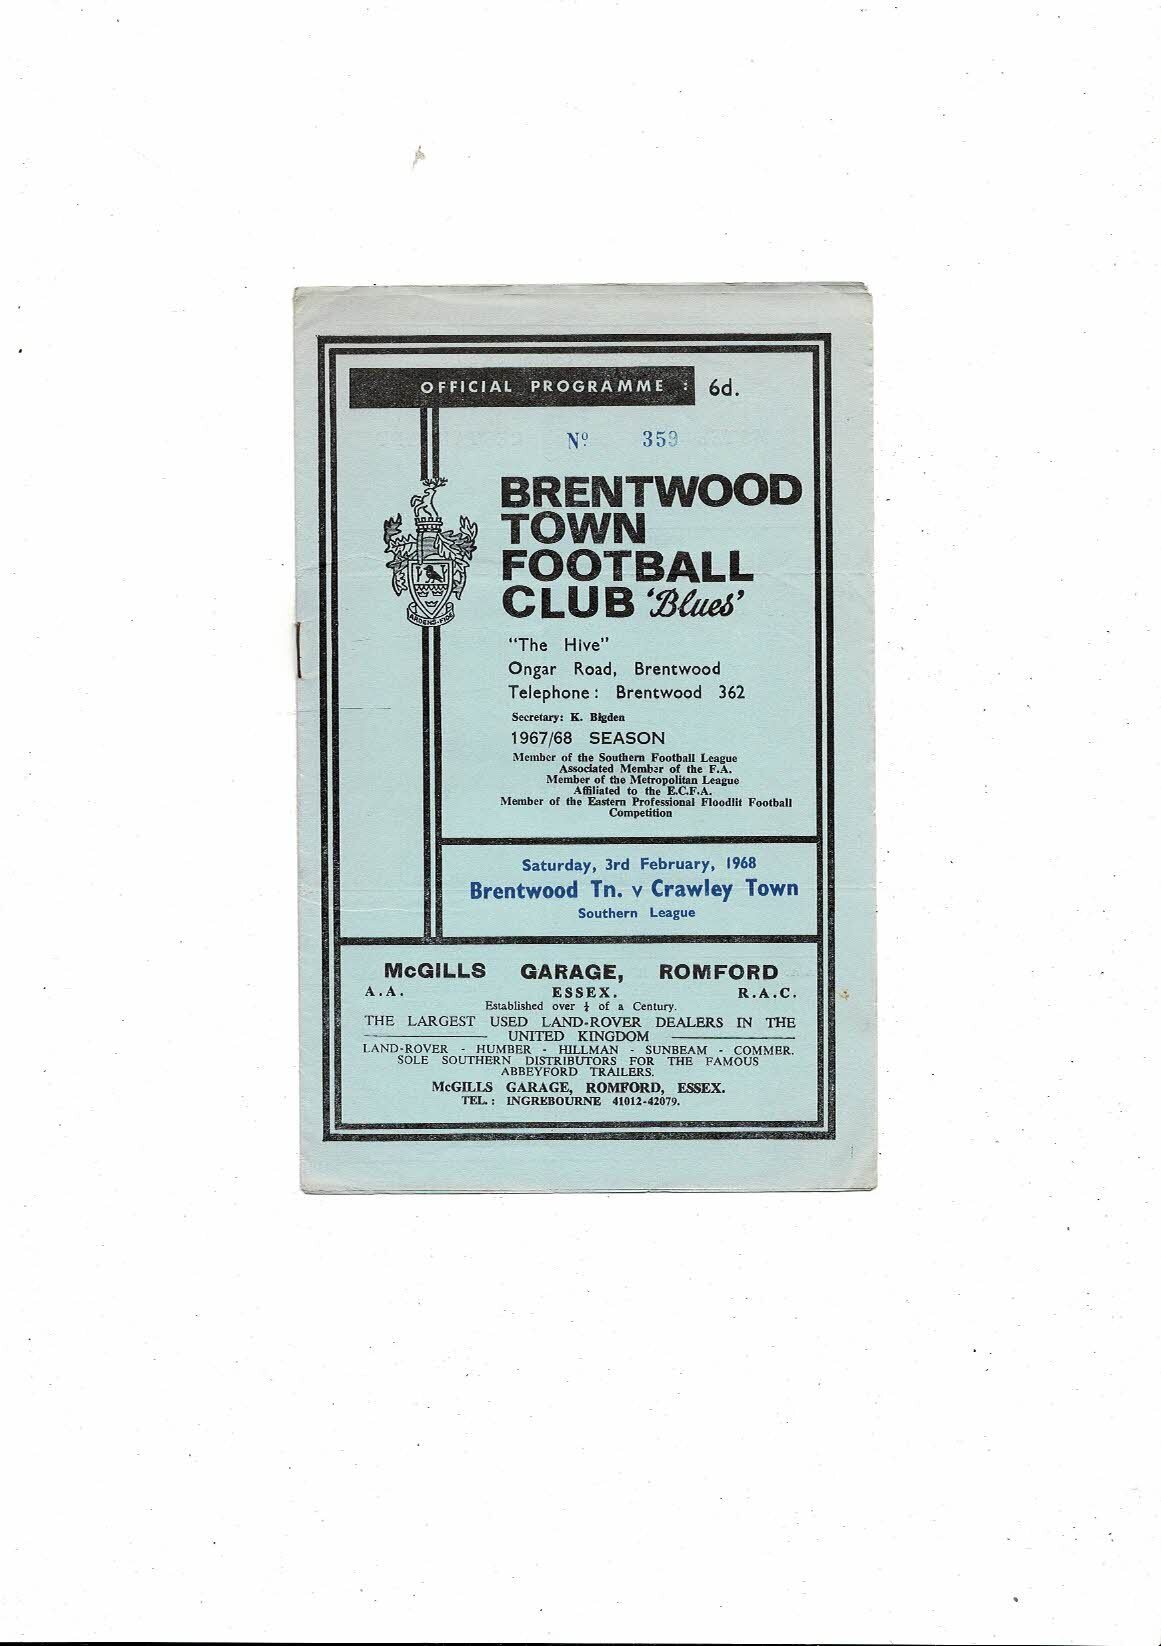 OFFICIAL PROGRAMME : 6d.
Nº 359
BRENTWOOD
TOWN
FOOTBALL
CLUB 'Blues'
ARDENS FIDE
"The Hive"
Ongar Road, Brentwood
Telephone : Brentwood 362
Secretary: K. Bigden
1967/68 SEASON
Member of the Southern Football League
Associated Member of the F.A.
Member of the Metropolitan League
Affiliated to the E.C.F.A.
Member of the Eastern Professional Floodlit Football
Competition
Saturday, 3rd February, 1968
Brentwood Tn. v Crawley Town
Southern League
McGILLS GARAGE, ROMFORD
A.A. ESSEX. R.A.C.
Established over ¼ of a Century.
THE LARGEST USED LAND-ROVER DEALERS IN THE
UNITED KINGDOM
LAND-ROVER - HUMBER - HILLMAN - SUNBEAM - COMMER.
SOLE SOUTHERN DISTRIBUTORS FOR THE FAMOUS
ABBEYFORD TRAILERS.
McGILLS GARAGE, ROMFORD, ESSEX.
TEL. : INGREBOURNE 41012-42079.